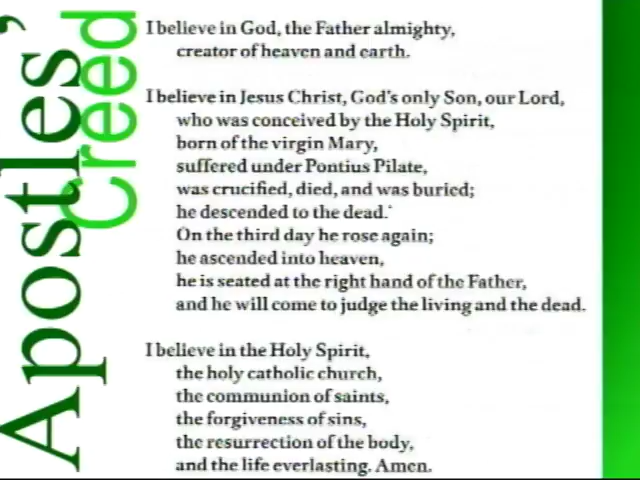 Apostles'
Creed
I believe in God, the Father almighty,
creator of heaven and earth.
I believe in Jesus Christ, God's only Son, our Lord,
who was conceived by the Holy Spirit,
born of the virgin Mary,
suffered under Pontius Pilate,
was crucified, died, and was buried;
he descended to the dead.*
On the third day he rose again;
he ascended into heaven,
he is seated at the right hand of the Father,
and he will come to judge the living and the dead.
I believe in the Holy Spirit,
the holy catholic church,
the communion of saints,
the forgiveness of sins,
the resurrection of the body,
and the life everlasting. Amen.